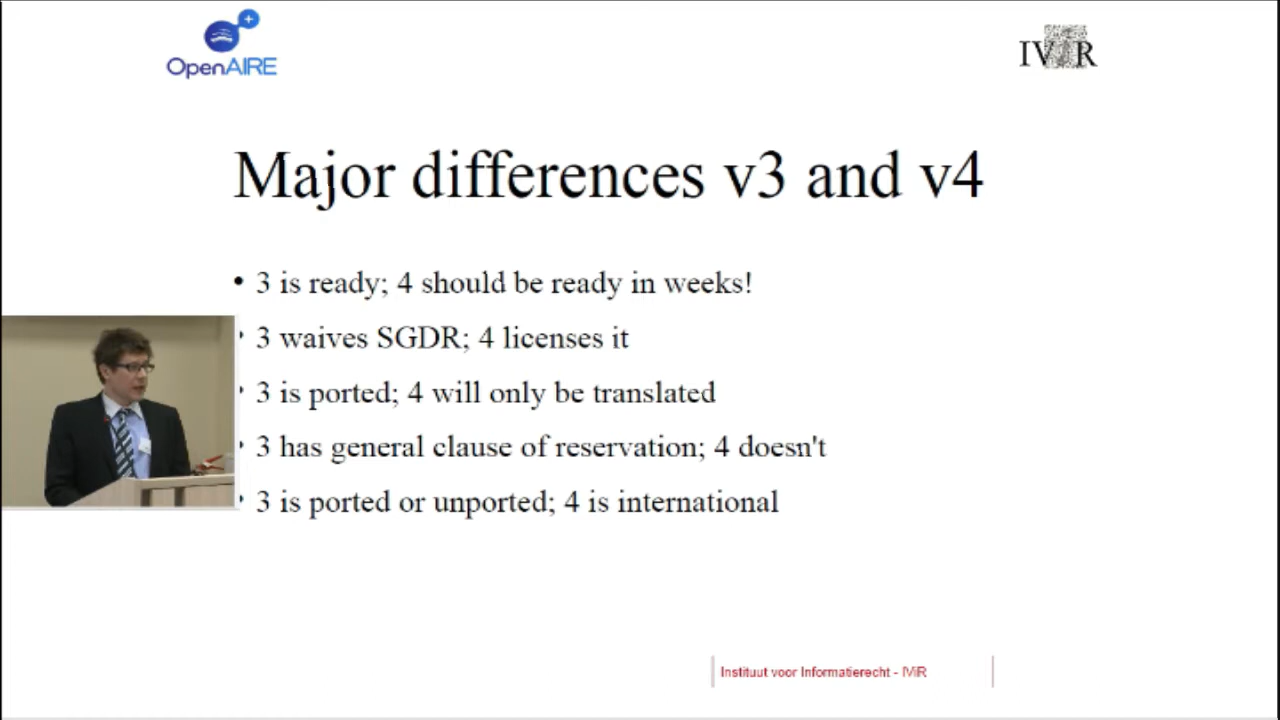 OpenAIRE
IViR
Major differences v3 and v4
• 3 is ready; 4 should be ready in weeks!
• 3 waives SGDR; 4 licenses it
• 3 is ported; 4 will only be translated
• 3 has general clause of reservation; 4 doesn't
• 3 is ported or unported; 4 is international
Instituut voor Informatierecht - IViR